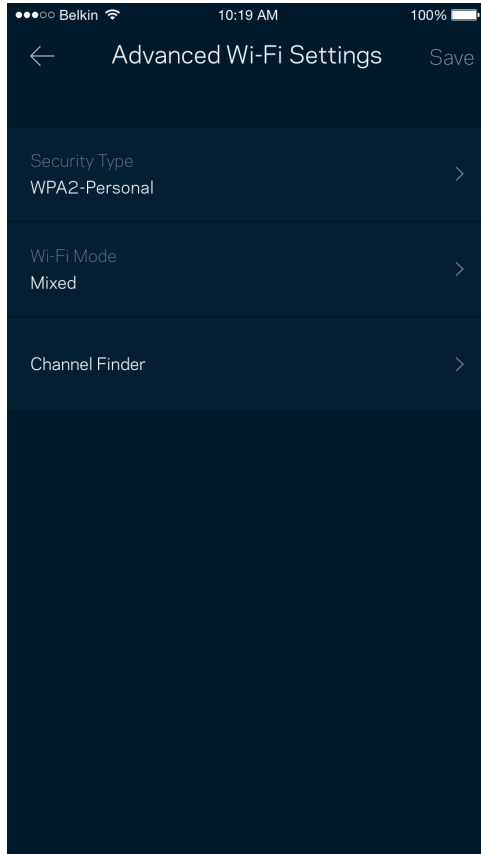 Belkin 10:19 AM 100%
Advanced Wi-Fi Settings Save
Security Type
WPA2-Personal
Wi-Fi Mode
Mixed
Channel Finder